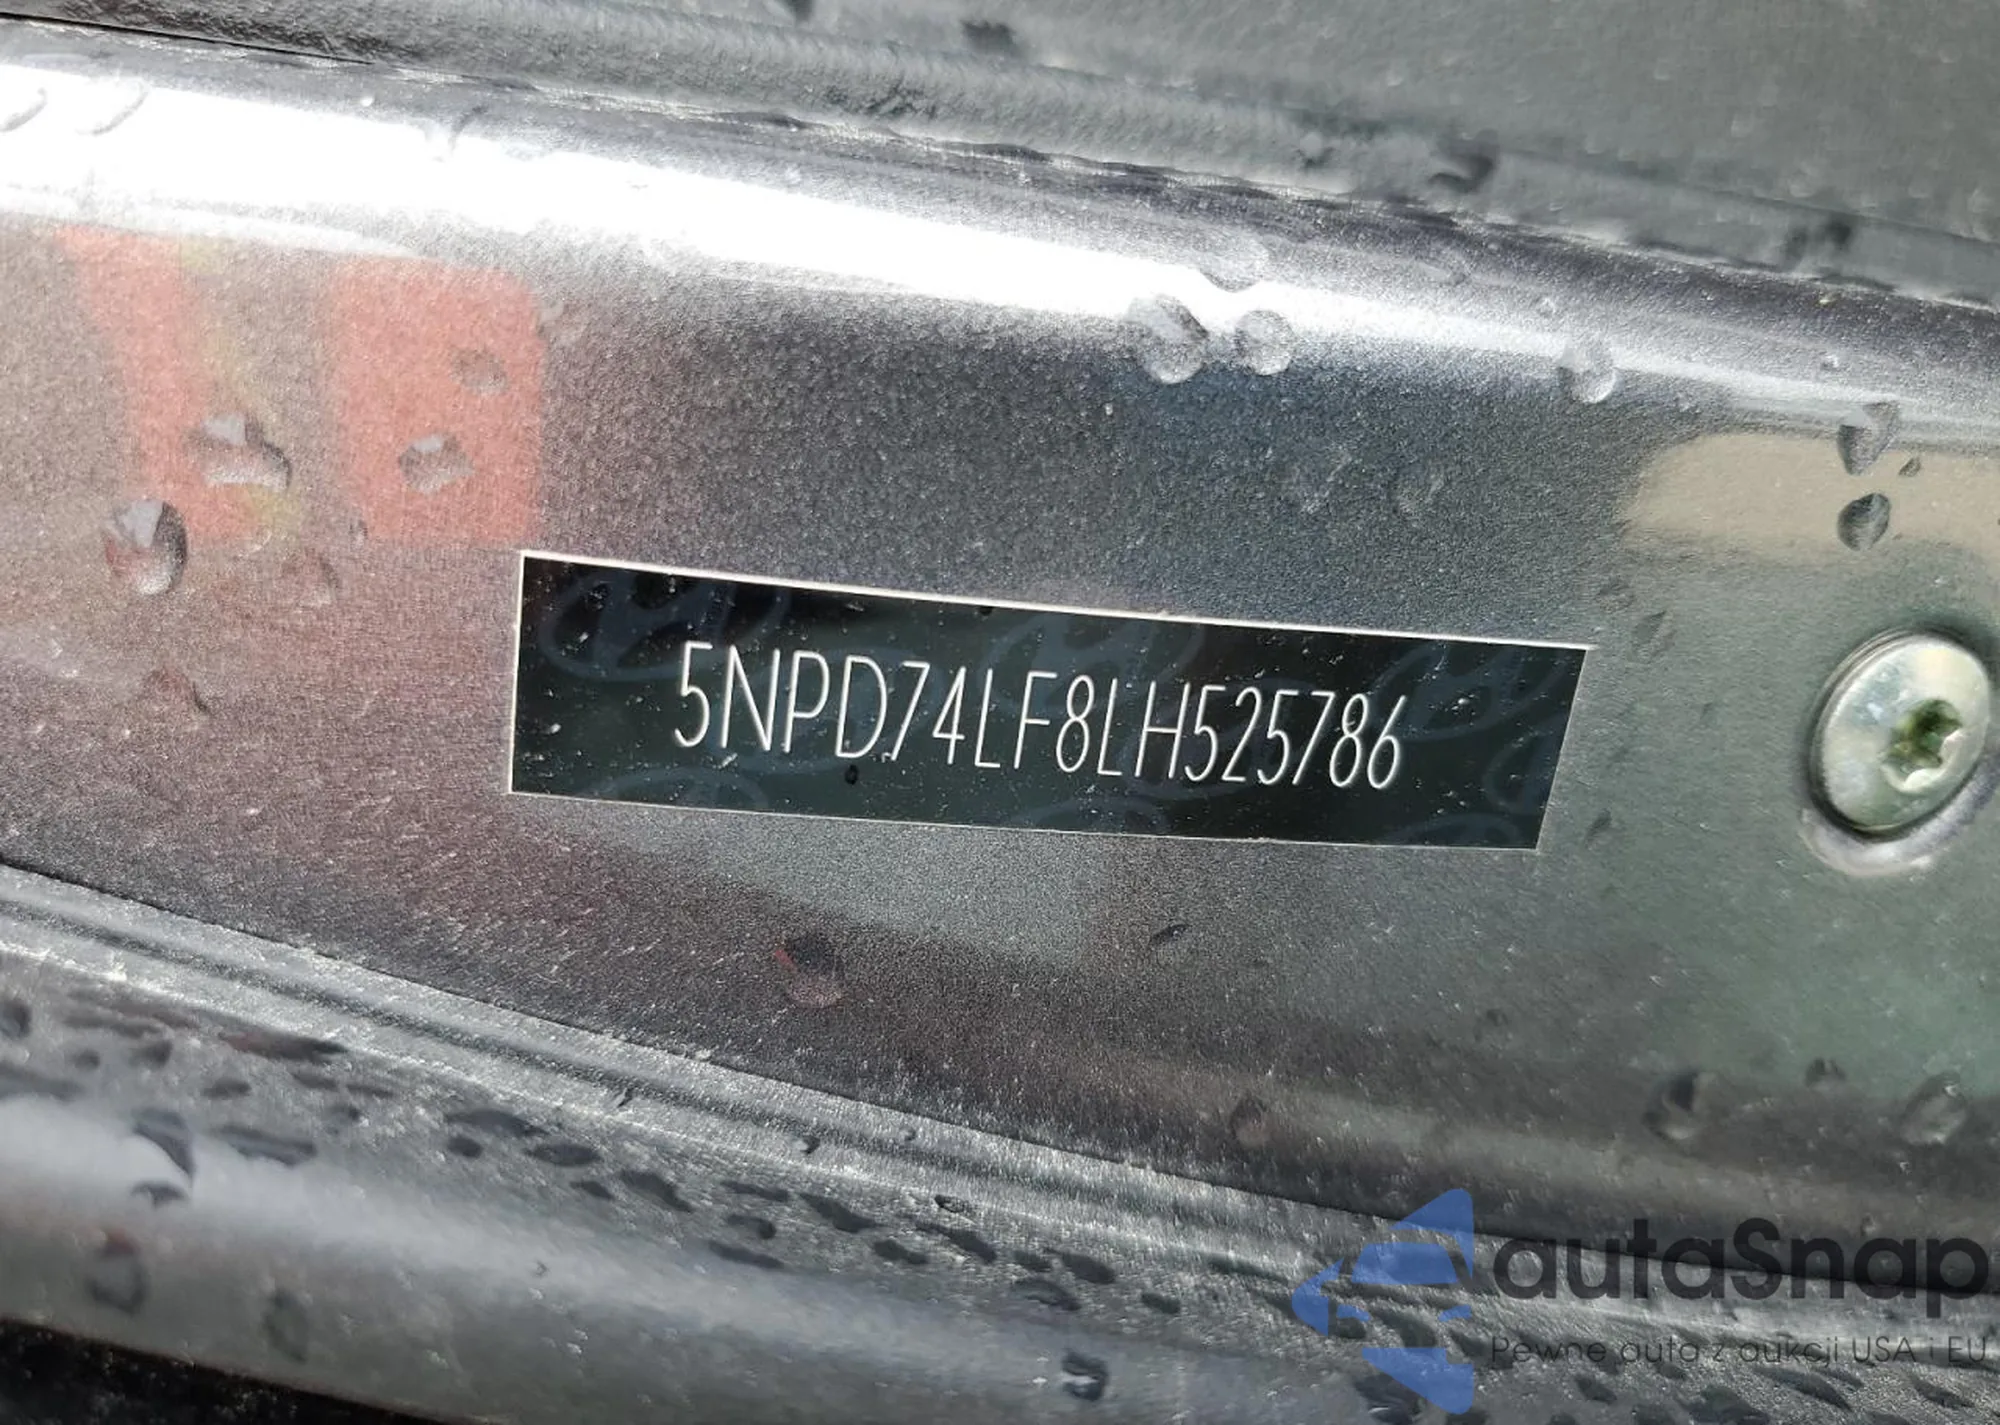 5NPD74LF8LH525786
autaSnap
Pewne auta z aukcji USA i EU